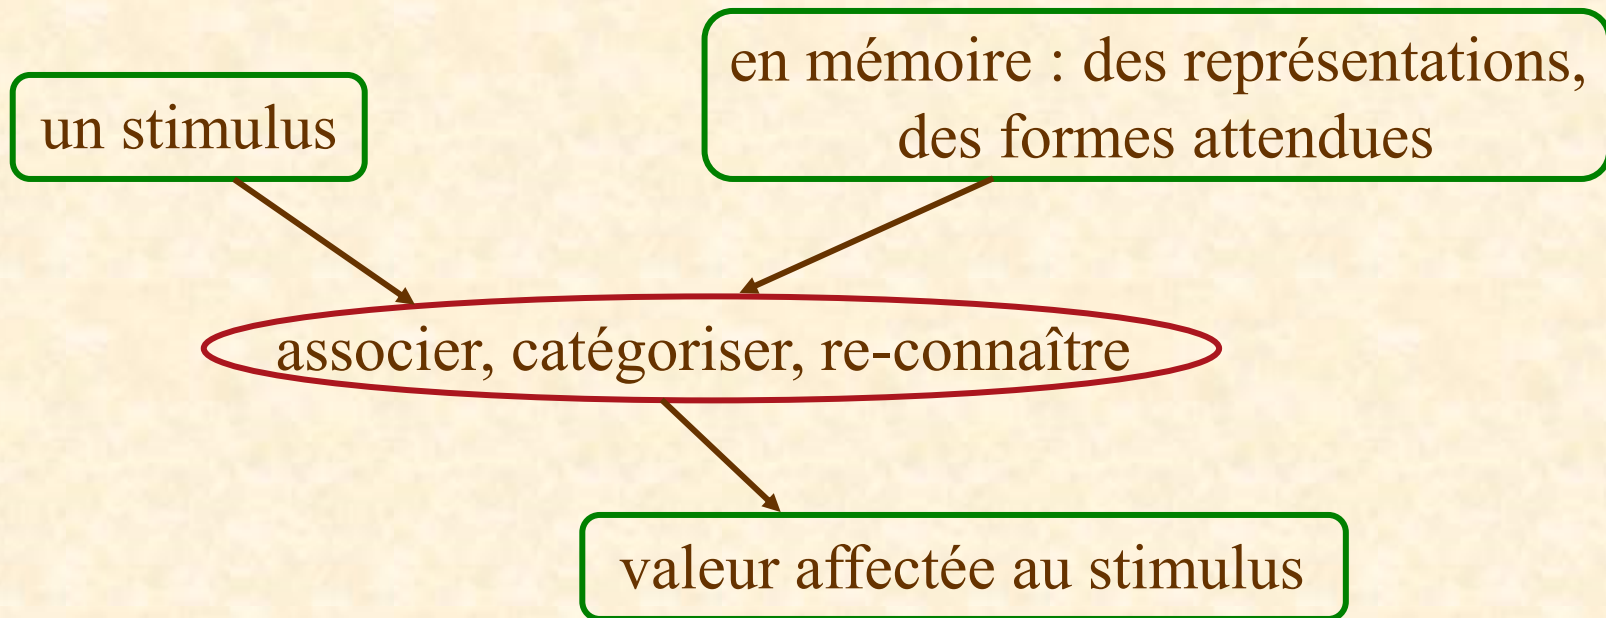 un stimulus
en mémoire : des représentations,
des formes attendues
associer, catégoriser, re-connaître
valeur affectée au stimulus